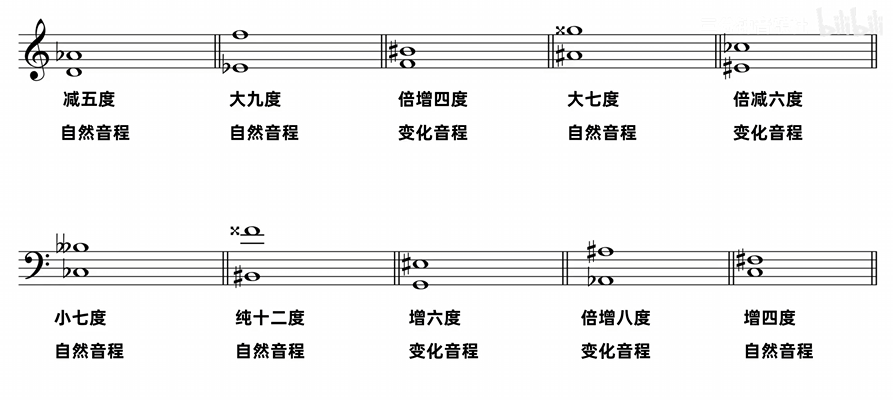 bilibili
减五度 大九度 倍增四度 大七度 倍减六度
自然音程 自然音程 变化音程 自然音程 变化音程
小七度 纯十二度 增六度 倍增八度 增四度
自然音程 自然音程 变化音程 变化音程 自然音程